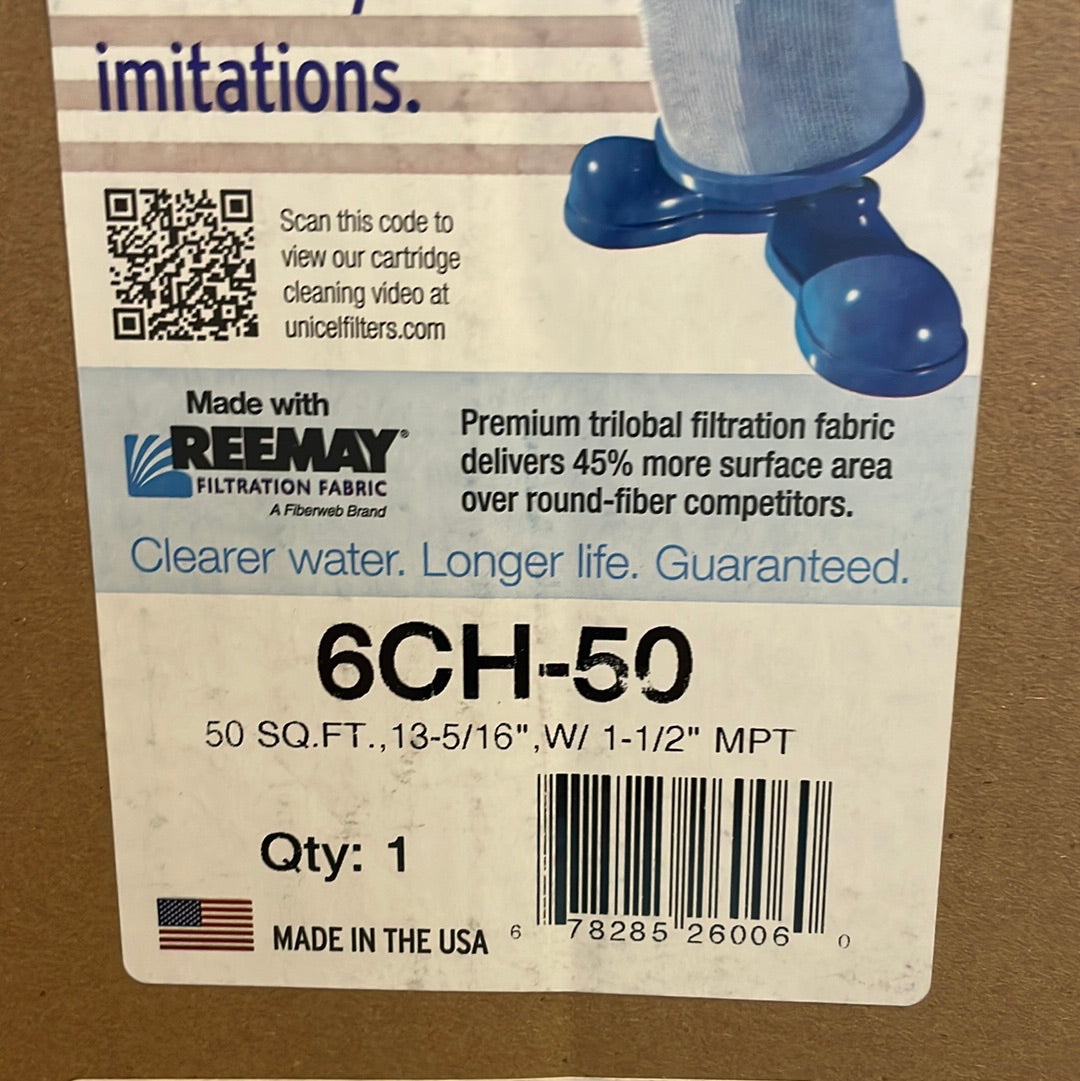 imitations.
Scan this code to
view our cartridge
cleaning video at
unicelfilters.com
Made with
REEMAY®
FILTRATION FABRIC
A Fiberweb Brand
Premium trilobal filtration fabric
delivers 45% more surface area
over round-fiber competitors.
Clearer water. Longer life. Guaranteed.
6CH-50
50 SQ.FT.,13-5/16",W/ 1-1/2" MPT
Qty: 1
MADE IN THE USA
6 78285 26006 0